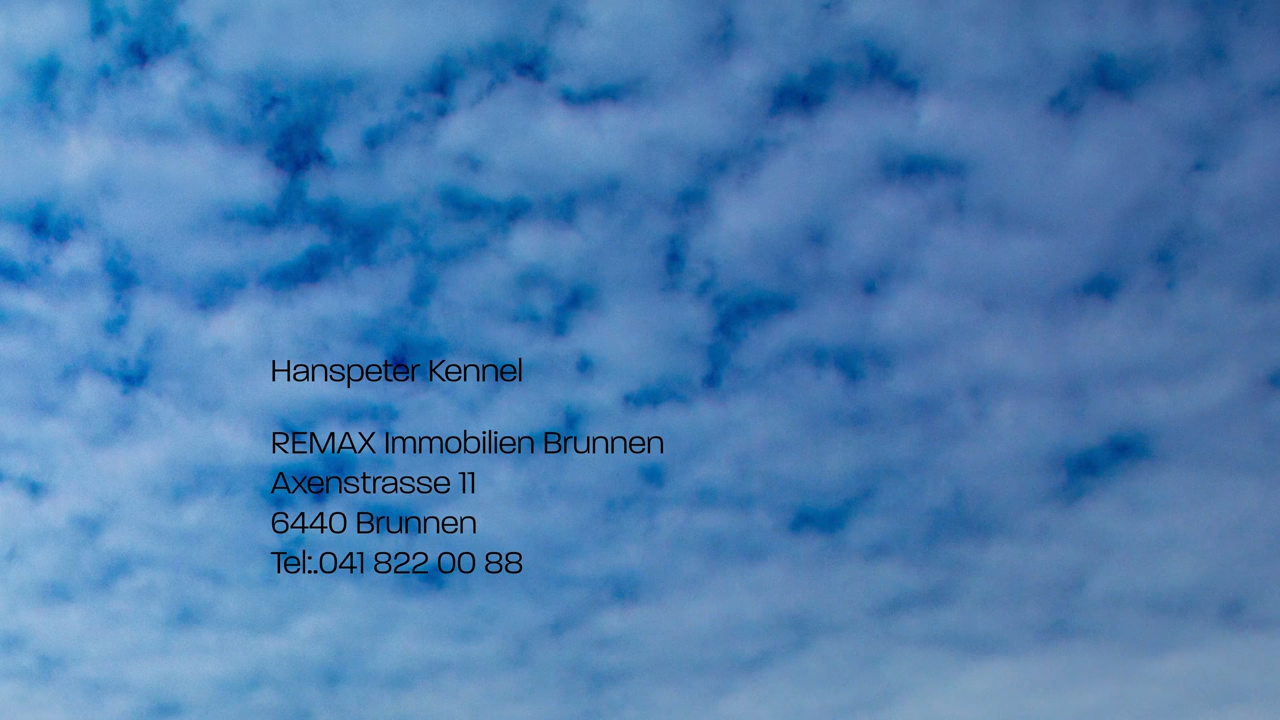 Hanspeter Kennel
REMAX Immobilien Brunnen
Axenstrasse 11
6440 Brunnen
Tel:.041 822 00 88